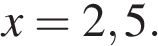 x = 2,5.